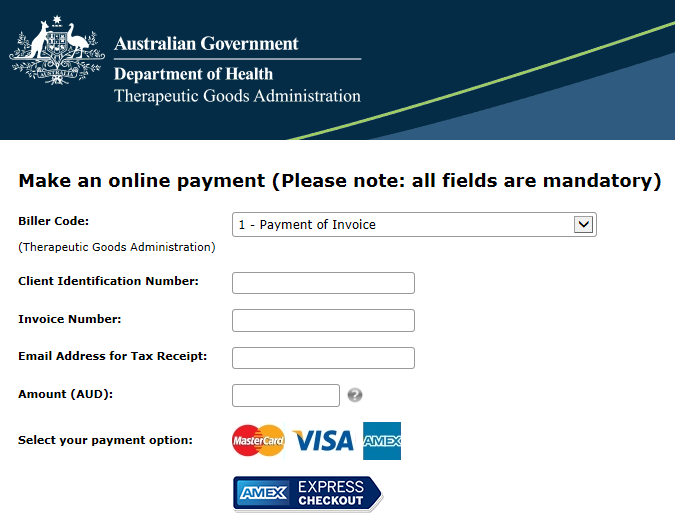 AUSTRALIA
Australian Government
Department of Health
Therapeutic Goods Administration
Make an online payment (Please note: all fields are mandatory)
Biller Code:
1 - Payment of Invoice
(Therapeutic Goods Administration)
Client Identification Number:
Invoice Number:
Email Address for Tax Receipt:
Amount (AUD):
?
Select your payment option:
MasterCard VISA AMEX
AMEX EXPRESS
CHECKOUT